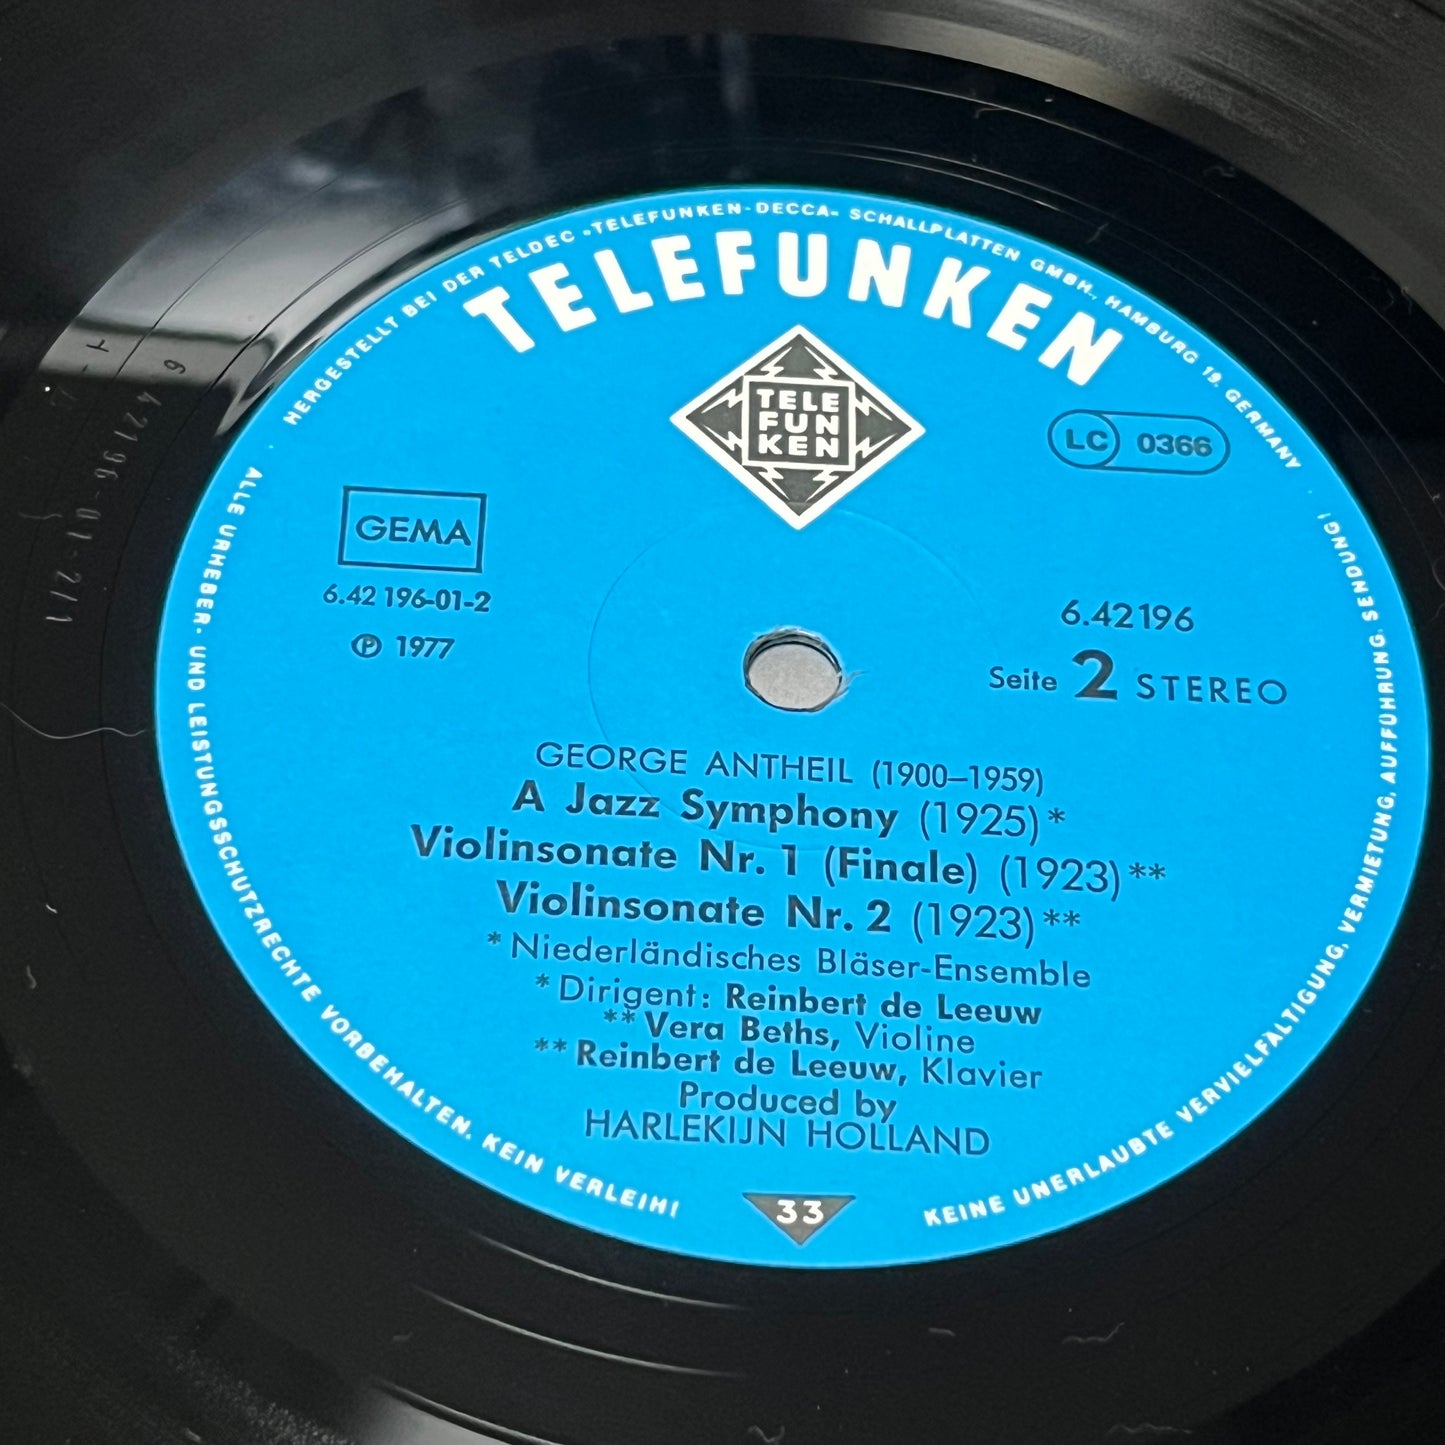 HERGESTELLT BEI DER TELDEC »TELEFUNKEN-DECCA« SCHALLPLATTEN GMBH., HAMBURG 19, GERMANY
TELEFUNKEN
TELE
FUN
KEN
LC 0366
GEMA
6.42 196-01-2
℗ 1977
6.42196
Seite 2 STEREO
GEORGE ANTHEIL (1900–1959)
A Jazz Symphony (1925)*
Violinsonate Nr. 1 (Finale) (1923)**
Violinsonate Nr. 2 (1923)**
*Niederländisches Bläser-Ensemble
*Dirigent: Reinbert de Leeuw
**Vera Beths, Violine
**Reinbert de Leeuw, Klavier
Produced by
HARLEKIJN HOLLAND
33
ALLE URHEBER- UND LEISTUNGSSCHUTZRECHTE VORBEHALTEN. KEIN VERLEIH!
KEINE UNERLAUBTE VERVIELFÄLTIGUNG, VERMIETUNG, AUFFÜHRUNG, SENDUNG!